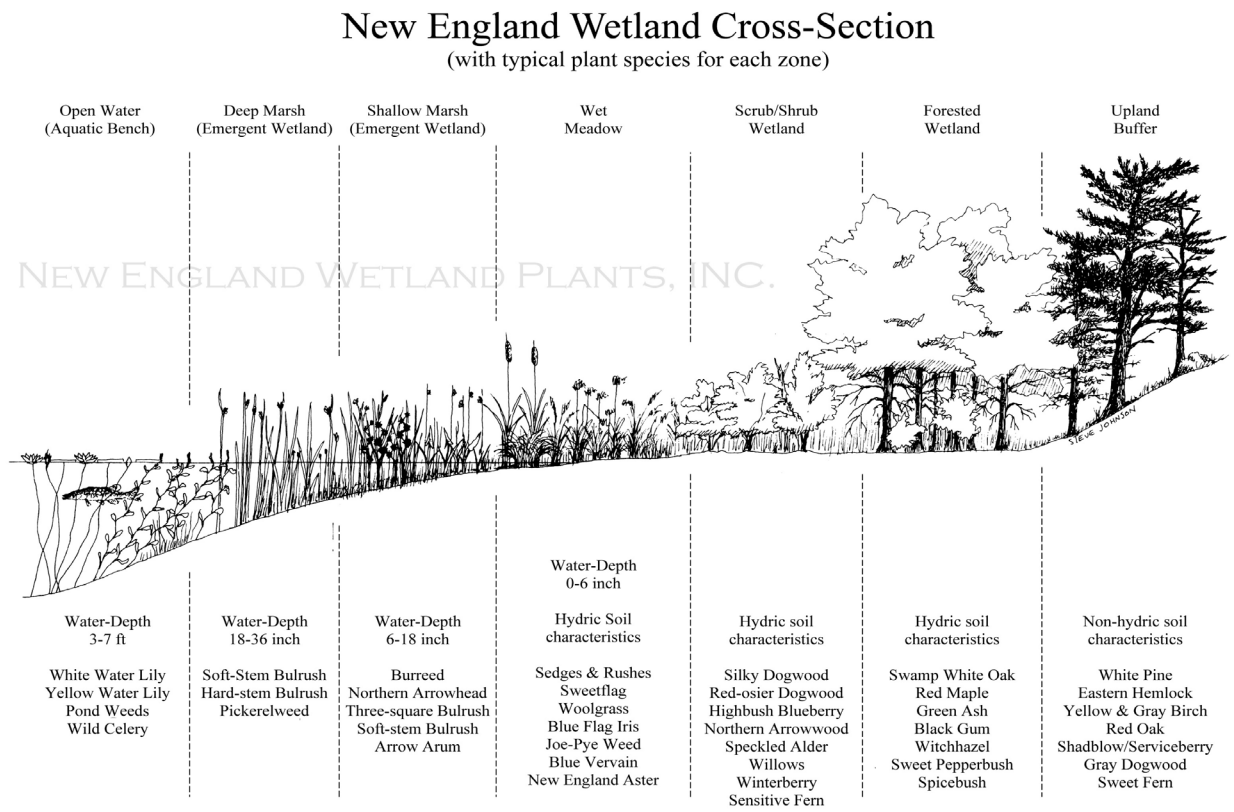 New England Wetland Cross-Section
(with typical plant species for each zone)
Open Water
(Aquatic Bench)
Deep Marsh
(Emergent Wetland)
Shallow Marsh
(Emergent Wetland)
Wet
Meadow
Scrub/Shrub
Wetland
Forested
Wetland
Upland
Buffer
NEW ENGLAND WETLAND PLANTS, INC.
STEVE JOHNSON
Water-Depth
3-7 ft
White Water Lily
Yellow Water Lily
Pond Weeds
Wild Celery
Water-Depth
18-36 inch
Soft-Stem Bulrush
Hard-stem Bulrush
Pickerelweed
Water-Depth
6-18 inch
Burreed
Northern Arrowhead
Three-square Bulrush
Soft-stem Bulrush
Arrow Arum
Water-Depth
0-6 inch
Hydric Soil
characteristics
Sedges & Rushes
Sweetflag
Woolgrass
Blue Flag Iris
Joe-Pye Weed
Blue Vervain
New England Aster
Hydric soil
characteristics
Silky Dogwood
Red-osier Dogwood
Highbush Blueberry
Northern Arrowwood
Speckled Alder
Willows
Winterberry
Sensitive Fern
Hydric soil
characteristics
Swamp White Oak
Red Maple
Green Ash
Black Gum
Witchhazel
Sweet Pepperbush
Spicebush
Non-hydric soil
characteristics
White Pine
Eastern Hemlock
Yellow & Gray Birch
Red Oak
Shadblow/Serviceberry
Gray Dogwood
Sweet Fern